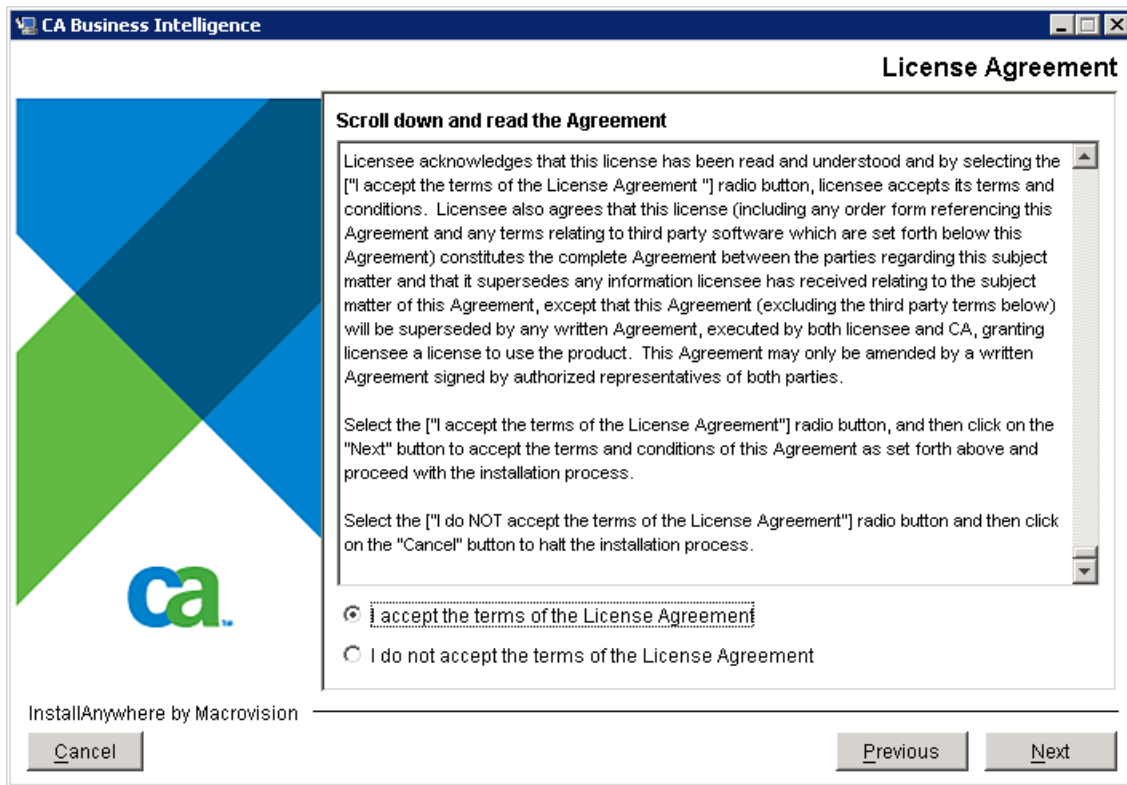 CA Business Intelligence
License Agreement
Scroll down and read the Agreement
Licensee acknowledges that this license has been read and understood and by selecting the
["I accept the terms of the License Agreement "] radio button, licensee accepts its terms and
conditions.  Licensee also agrees that this license (including any order form referencing this
Agreement and any terms relating to third party software which are set forth below this
Agreement) constitutes the complete Agreement between the parties regarding this subject
matter and that it supersedes any information licensee has received relating to the subject
matter of this Agreement, except that this Agreement (excluding the third party terms below)
will be superseded by any written Agreement, executed by both licensee and CA, granting
licensee a license to use the product.  This Agreement may only be amended by a written
Agreement signed by authorized representatives of both parties.
Select the ["I accept the terms of the License Agreement"] radio button, and then click on the
"Next" button to accept the terms and conditions of this Agreement as set forth above and
proceed with the installation process.
Select the ["I do NOT accept the terms of the License Agreement"] radio button and then click
on the "Cancel" button to halt the installation process.
ca™
I accept the terms of the License Agreement
I do not accept the terms of the License Agreement
InstallAnywhere by Macrovision
Cancel
Previous
Next